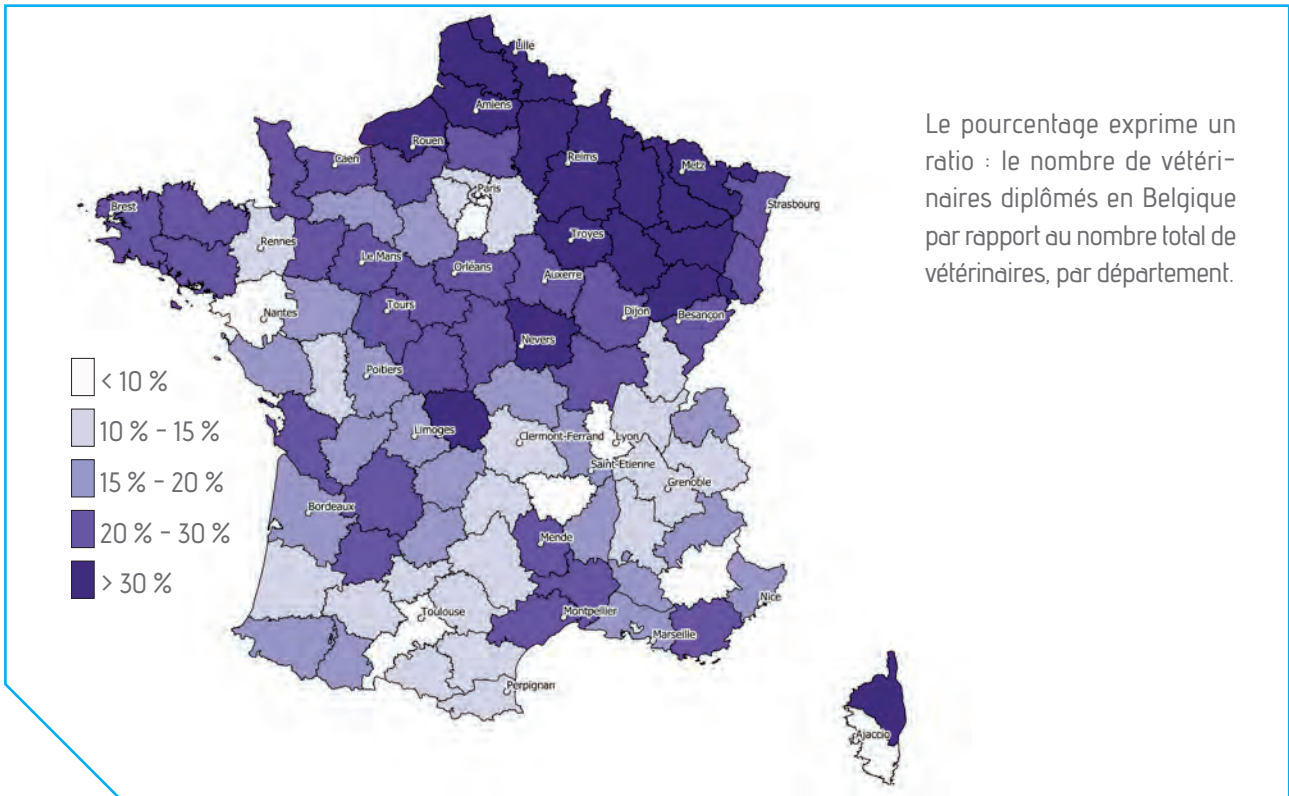 Lille
Amiens
Rouen
Reims
Metz
Caen
Paris
Strasbourg
Brest
Rennes
Troyes
Le Mans
Orléans
Auxerre
Nantes
Tours
Dijon
Besançon
Nevers
Poitiers
Limoges
Clermont-Ferrand
Lyon
Saint-Etienne
Grenoble
Bordeaux
Mende
Toulouse
Montpellier
Nice
Marseille
Perpignan
Ajaccio
< 10 %
10 % - 15 %
15 % - 20 %
20 % - 30 %
> 30 %
Le pourcentage exprime un
ratio : le nombre de vétéri-
naires diplômés en Belgique
par rapport au nombre total de
vétérinaires, par département.